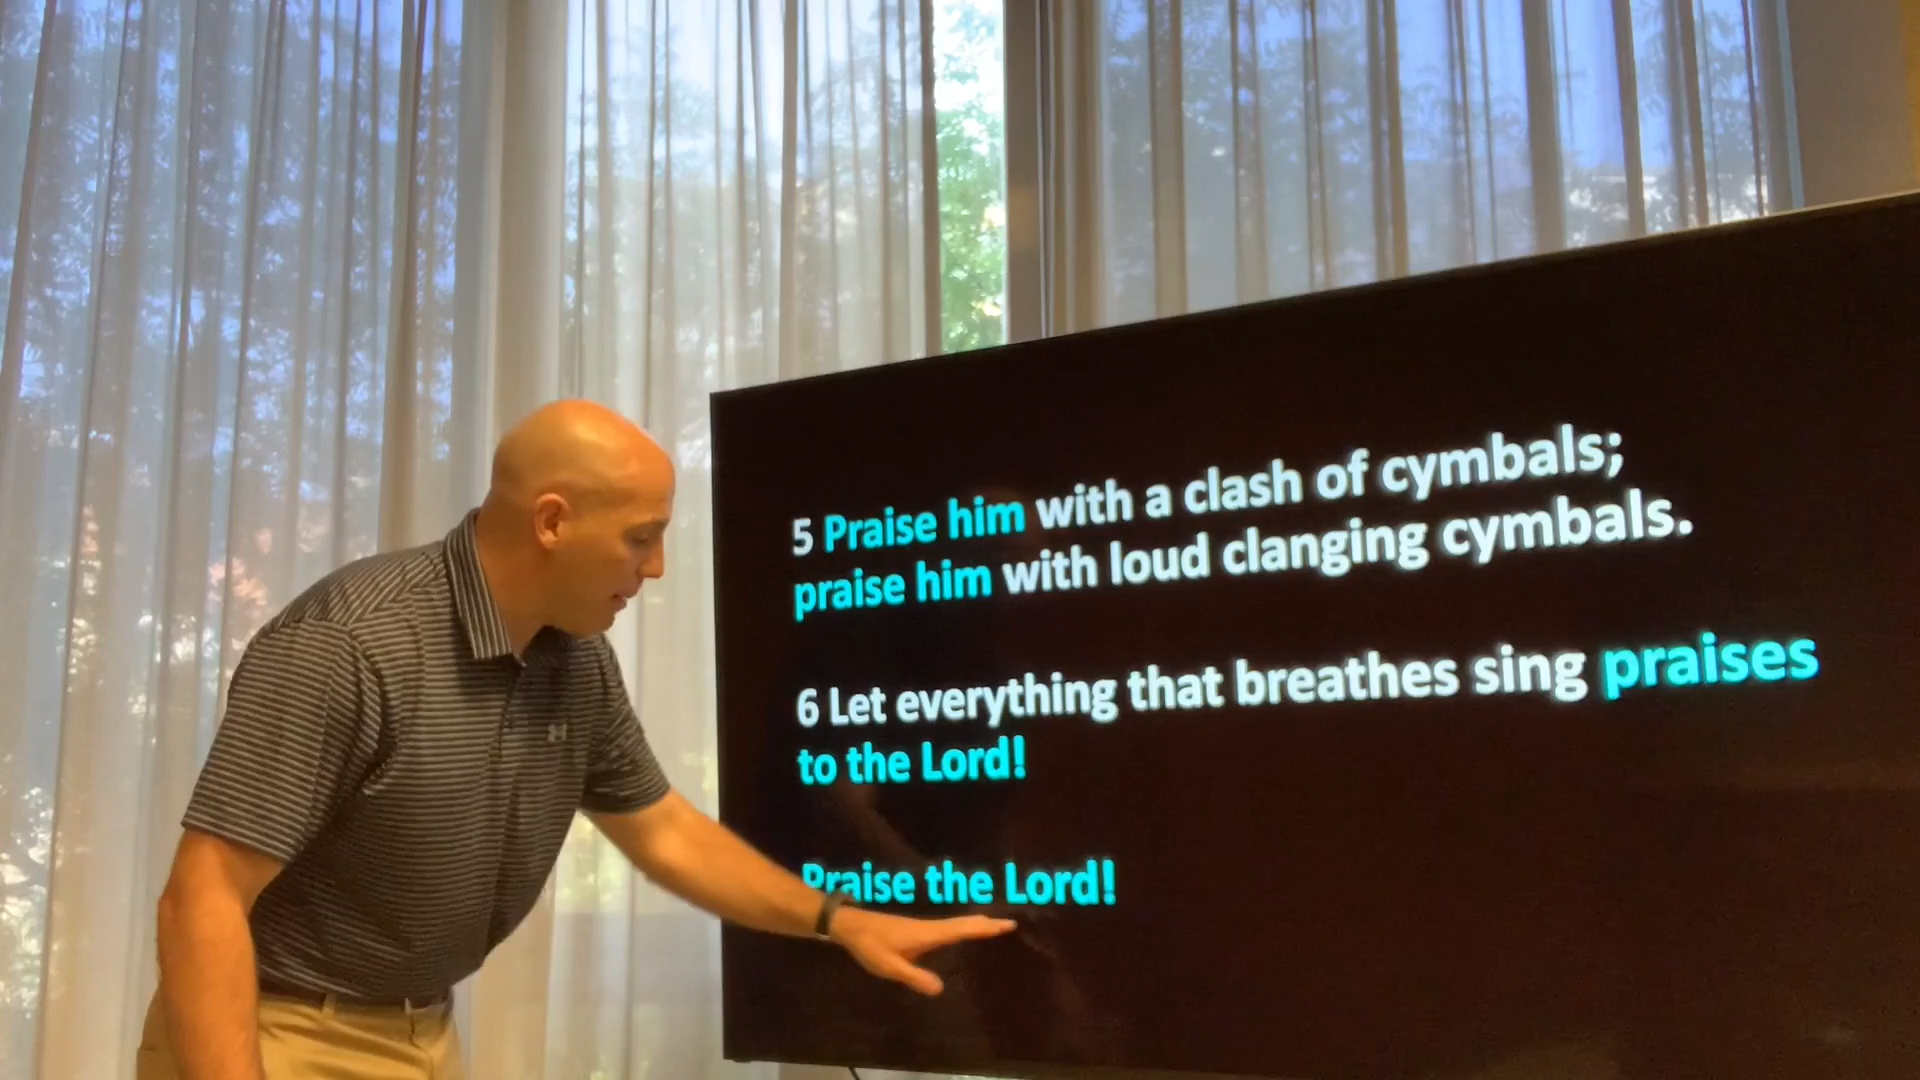 5 Praise him with a clash of cymbals;
praise him with loud clanging cymbals.
6 Let everything that breathes sing praises
to the Lord!
Praise the Lord!